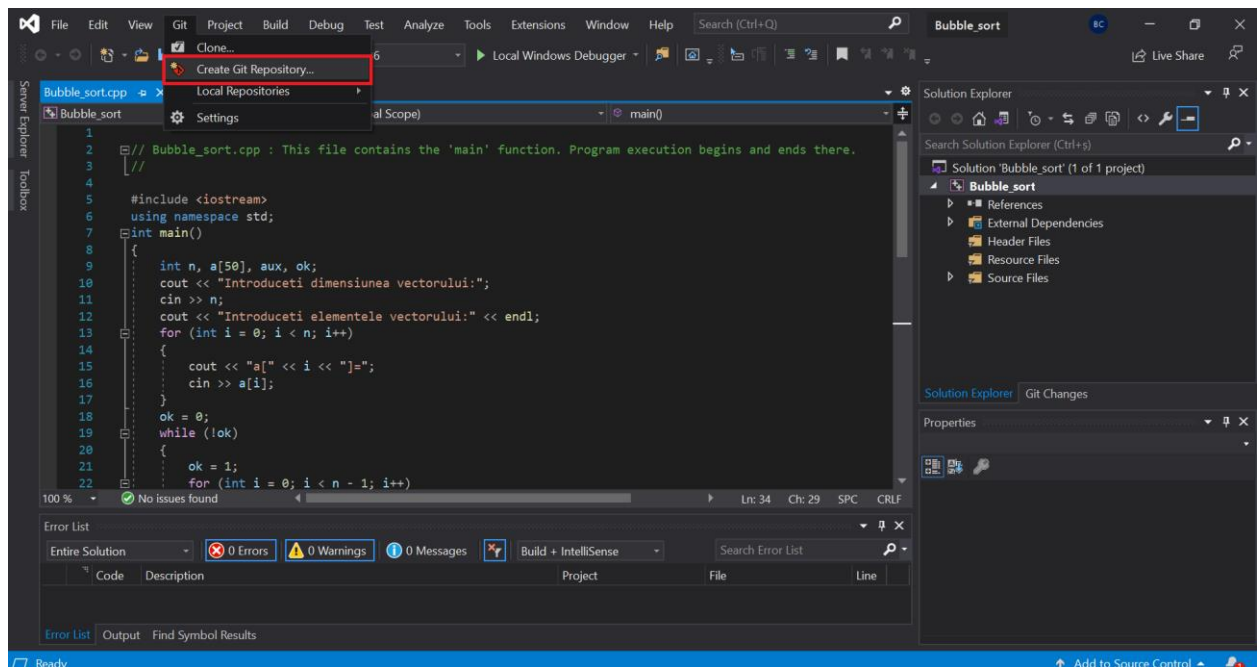 File Edit View Git Project Build Debug Test Analyze Tools Extensions Window Help Search (Ctrl+Q) Bubble_sort BC
Clone...
6 Local Windows Debugger Live Share
Create Git Repository...
Local Repositories
Settings
Server Explorer
Toolbox
Bubble_sort.cpp
Bubble_sort al Scope) main()
1
2 // Bubble_sort.cpp : This file contains the 'main' function. Program execution begins and ends there.
3 //
4
5 #include <iostream>
6 using namespace std;
7 int main()
8 {
9 int n, a[50], aux, ok;
10 cout << "Introduceti dimensiunea vectorului:";
11 cin >> n;
12 cout << "Introduceti elementele vectorului:" << endl;
13 for (int i = 0; i < n; i++)
14 {
15 cout << "a[" << i << "]=";
16 cin >> a[i];
17 }
18 ok = 0;
19 while (!ok)
20 {
21 ok = 1;
22 for (int i = 0; i < n - 1; i++)
100 % No issues found Ln: 34 Ch: 29 SPC CRLF
Error List
Entire Solution 0 Errors 0 Warnings 0 Messages Build + IntelliSense Search Error List
Code Description Project File Line
Error List Output Find Symbol Results
Solution Explorer
Search Solution Explorer (Ctrl+ș)
Solution 'Bubble_sort' (1 of 1 project)
Bubble_sort
References
External Dependencies
Header Files
Resource Files
Source Files
Solution Explorer Git Changes
Properties
Ready Add to Source Control